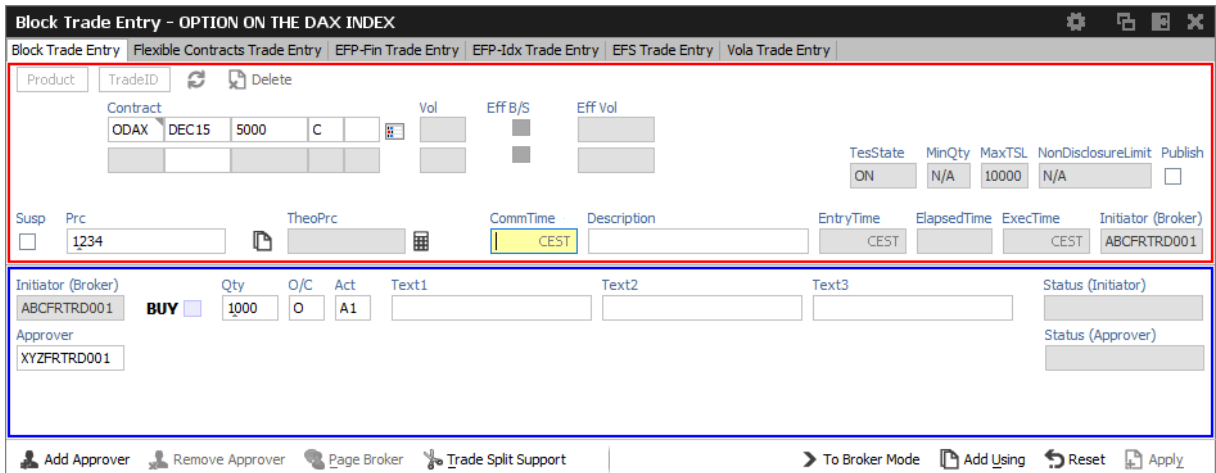 Block Trade Entry - OPTION ON THE DAX INDEX
Block Trade Entry Flexible Contracts Trade Entry EFP-Fin Trade Entry EFP-Idx Trade Entry EFS Trade Entry Vola Trade Entry
Product TradeID Delete
Contract Vol Eff B/S Eff Vol
ODAX DEC15 5000 C
TesState MinQty MaxTSL NonDisclosureLimit Publish
ON N/A 10000 N/A
Susp Prc TheoPrc CommTime Description EntryTime ElapsedTime ExecTime Initiator (Broker)
1234 CEST CEST CEST ABCFRTRD001
Initiator (Broker) Qty O/C Act Text1 Text2 Text3 Status (Initiator)
ABCFRTRD001 BUY 1000 O A1
Approver Status (Approver)
XYZFRTRD001
Add Approver Remove Approver Page Broker Trade Split Support To Broker Mode Add Using Reset Apply